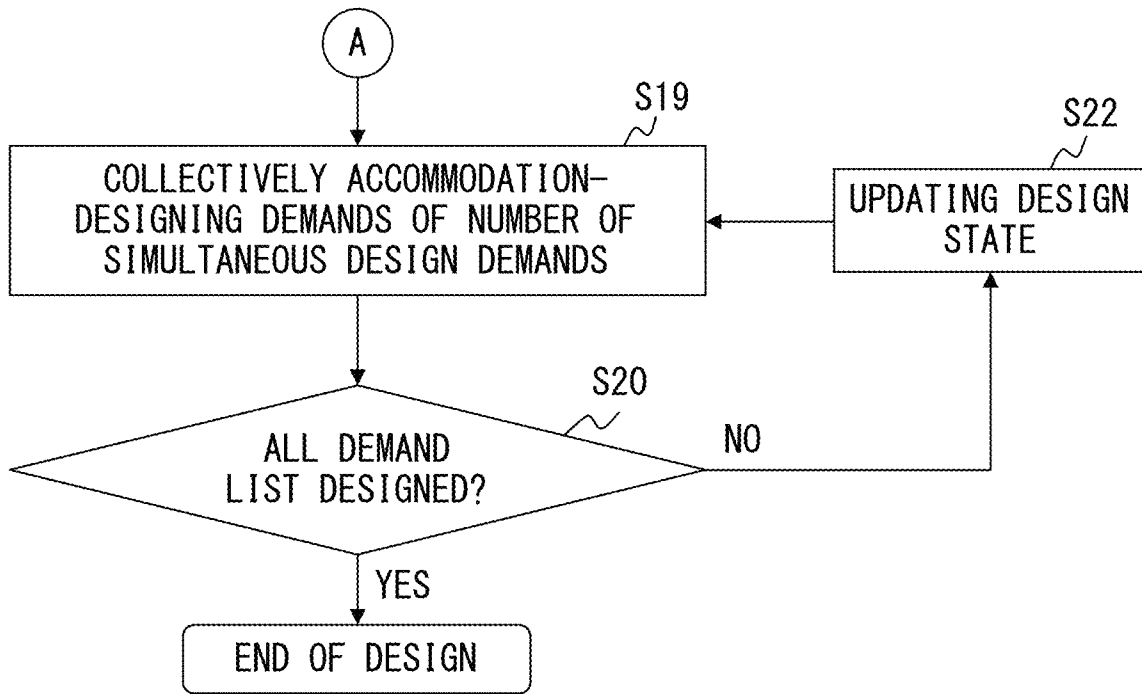 A
S19
COLLECTIVELY ACCOMMODATION-
DESIGNING DEMANDS OF NUMBER OF
SIMULTANEOUS DESIGN DEMANDS
S22
UPDATING DESIGN
STATE
S20
ALL DEMAND
LIST DESIGNED?
NO
YES
END OF DESIGN